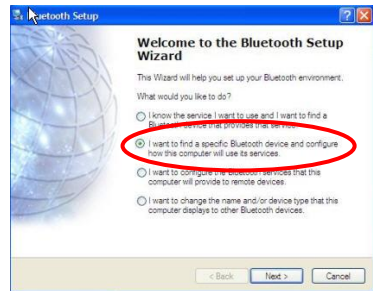 Bluetooth Setup
Welcome to the Bluetooth Setup
Wizard
This Wizard will help you set up your Bluetooth environment.
What would you like to do?
I know the service I want to use and I want to find a
Bluetooth device that provides that service.
I want to find a specific Bluetooth device and configure
how this computer will use its services.
I want to configure the Bluetooth services that this
computer will provide to remote devices.
I want to change the name and/or device type that this
computer displays to other Bluetooth devices.
< Back Next > Cancel